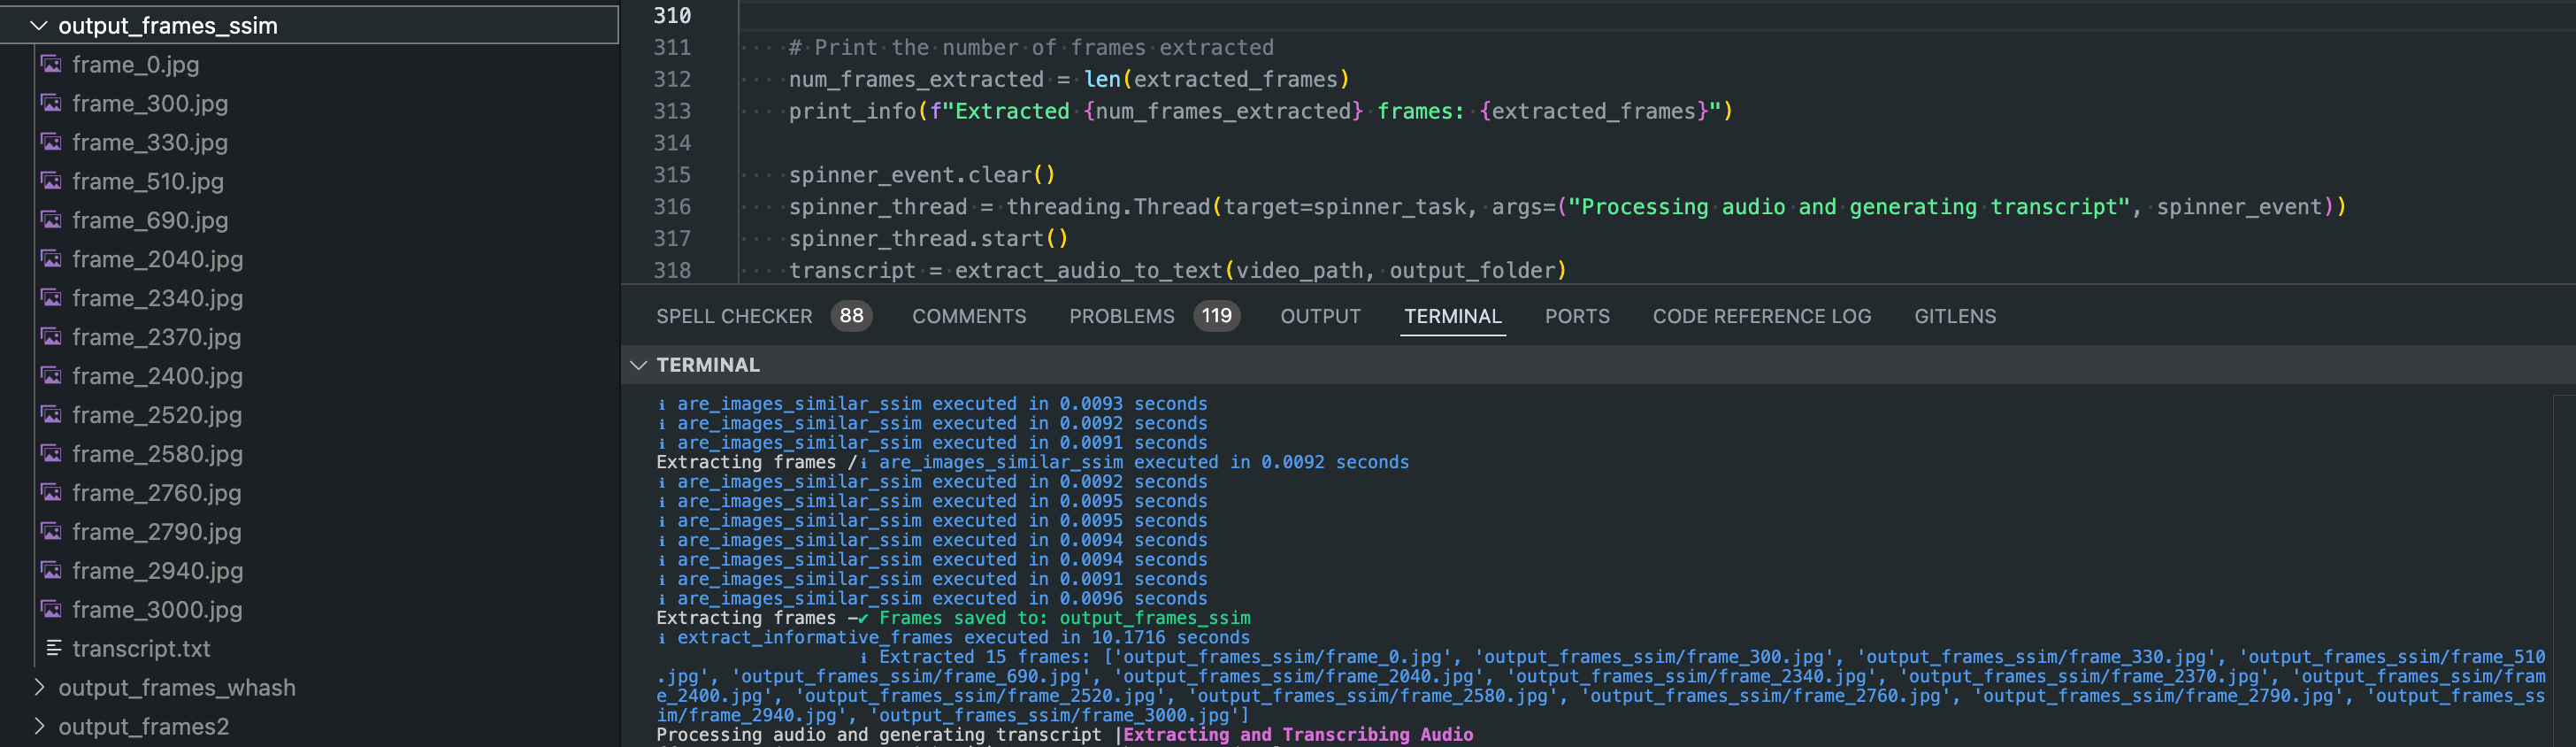 output_frames_ssim
frame_0.jpg
frame_300.jpg
frame_330.jpg
frame_510.jpg
frame_690.jpg
frame_2040.jpg
frame_2340.jpg
frame_2370.jpg
frame_2400.jpg
frame_2520.jpg
frame_2580.jpg
frame_2760.jpg
frame_2790.jpg
frame_2940.jpg
frame_3000.jpg
transcript.txt
output_frames_whash
output_frames2
310
311 # Print the number of frames extracted
312 num_frames_extracted = len(extracted_frames)
313 print_info(f"Extracted {num_frames_extracted} frames: {extracted_frames}")
314
315 spinner_event.clear()
316 spinner_thread = threading.Thread(target=spinner_task, args=("Processing audio and generating transcript", spinner_event))
317 spinner_thread.start()
318 transcript = extract_audio_to_text(video_path, output_folder)
SPELL CHECKER 88 COMMENTS PROBLEMS 119 OUTPUT TERMINAL PORTS CODE REFERENCE LOG GITLENS
TERMINAL
ℹ are_images_similar_ssim executed in 0.0093 seconds
ℹ are_images_similar_ssim executed in 0.0092 seconds
ℹ are_images_similar_ssim executed in 0.0091 seconds
Extracting frames /ℹ are_images_similar_ssim executed in 0.0092 seconds
ℹ are_images_similar_ssim executed in 0.0092 seconds
ℹ are_images_similar_ssim executed in 0.0095 seconds
ℹ are_images_similar_ssim executed in 0.0095 seconds
ℹ are_images_similar_ssim executed in 0.0094 seconds
ℹ are_images_similar_ssim executed in 0.0094 seconds
ℹ are_images_similar_ssim executed in 0.0091 seconds
ℹ are_images_similar_ssim executed in 0.0096 seconds
Extracting frames -✔ Frames saved to: output_frames_ssim
ℹ extract_informative_frames executed in 10.1716 seconds
ℹ Extracted 15 frames: ['output_frames_ssim/frame_0.jpg', 'output_frames_ssim/frame_300.jpg', 'output_frames_ssim/frame_330.jpg', 'output_frames_ssim/frame_510
.jpg', 'output_frames_ssim/frame_690.jpg', 'output_frames_ssim/frame_2040.jpg', 'output_frames_ssim/frame_2340.jpg', 'output_frames_ssim/frame_2370.jpg', 'output_frames_ssim/fram
e_2400.jpg', 'output_frames_ssim/frame_2520.jpg', 'output_frames_ssim/frame_2580.jpg', 'output_frames_ssim/frame_2760.jpg', 'output_frames_ssim/frame_2790.jpg', 'output_frames_ss
im/frame_2940.jpg', 'output_frames_ssim/frame_3000.jpg']
Processing audio and generating transcript |Extracting and Transcribing Audio